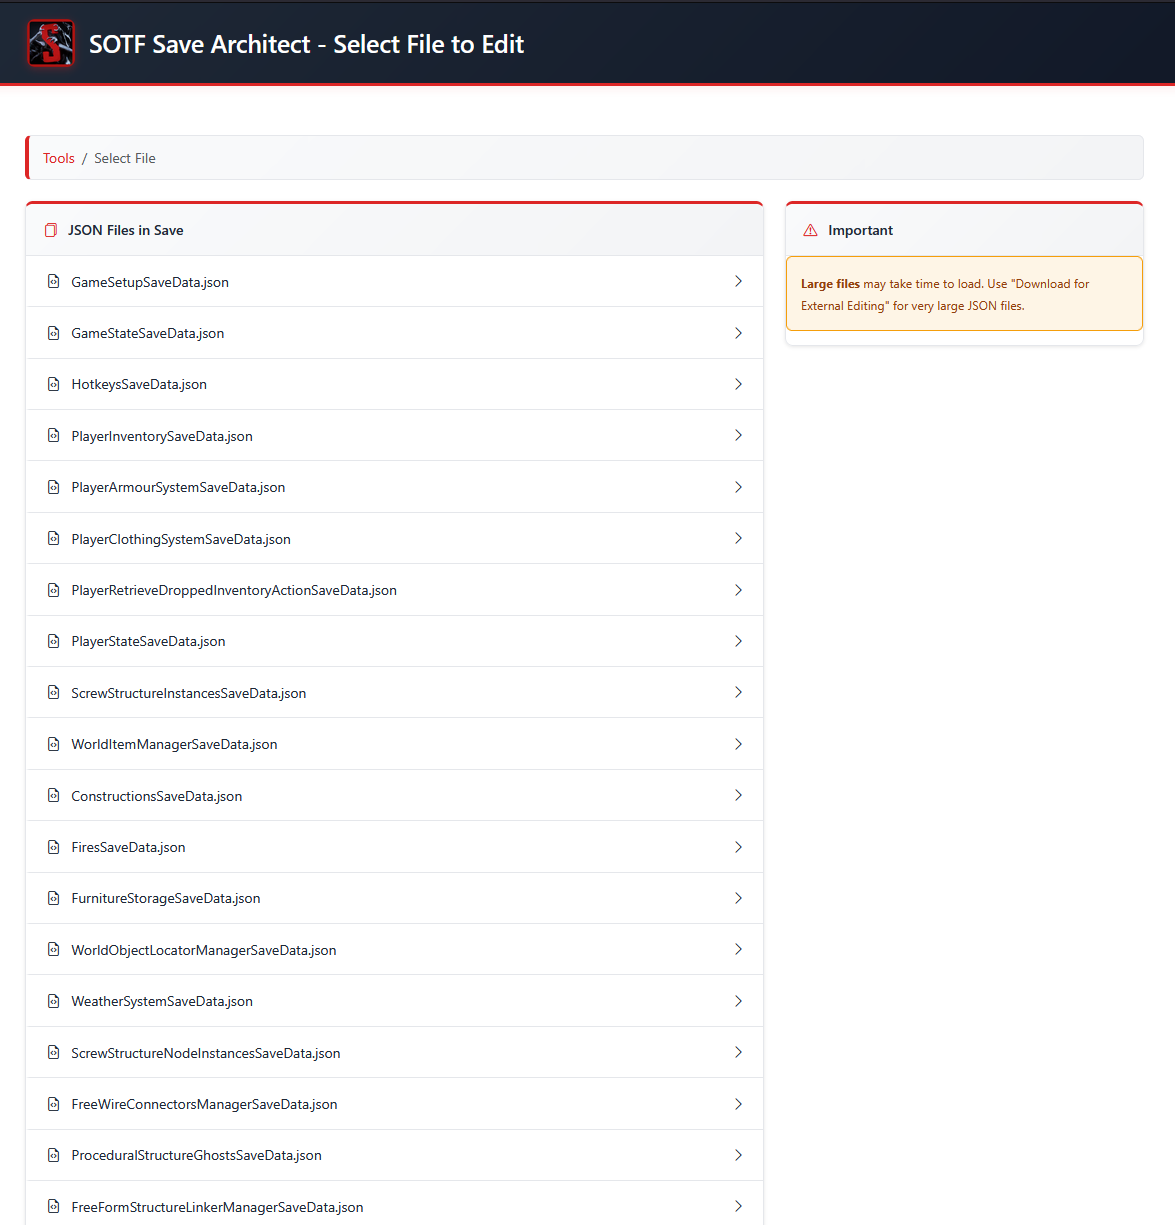 SOTF Save Architect - Select File to Edit
Tools / Select File
JSON Files in Save
GameSetupSaveData.json
GameStateSaveData.json
HotkeysSaveData.json
PlayerInventorySaveData.json
PlayerArmourSystemSaveData.json
PlayerClothingSystemSaveData.json
PlayerRetrieveDroppedInventoryActionSaveData.json
PlayerStateSaveData.json
ScrewStructureInstancesSaveData.json
WorldItemManagerSaveData.json
ConstructionsSaveData.json
FiresSaveData.json
FurnitureStorageSaveData.json
WorldObjectLocatorManagerSaveData.json
WeatherSystemSaveData.json
ScrewStructureNodeInstancesSaveData.json
FreeWireConnectorsManagerSaveData.json
ProceduralStructureGhostsSaveData.json
FreeFormStructureLinkerManagerSaveData.json
Important
Large files may take time to load. Use "Download for
External Editing" for very large JSON files.